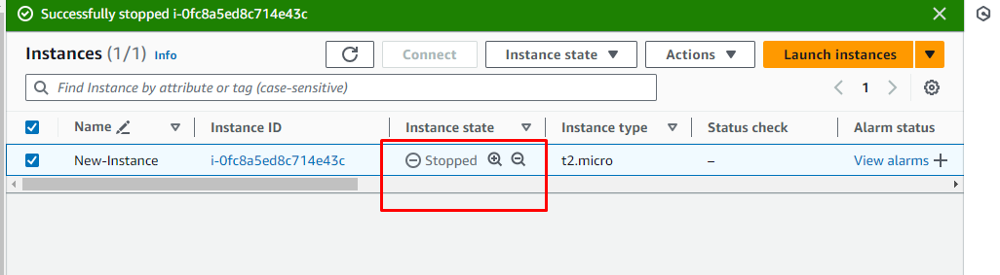 Successfully stopped i-0fc8a5ed8c714e43c
Instances (1/1) Info Connect Instance state Actions Launch instances
Find Instance by attribute or tag (case-sensitive) 1
Name Instance ID Instance state Instance type Status check Alarm status
New-Instance i-0fc8a5ed8c714e43c Stopped t2.micro – View alarms